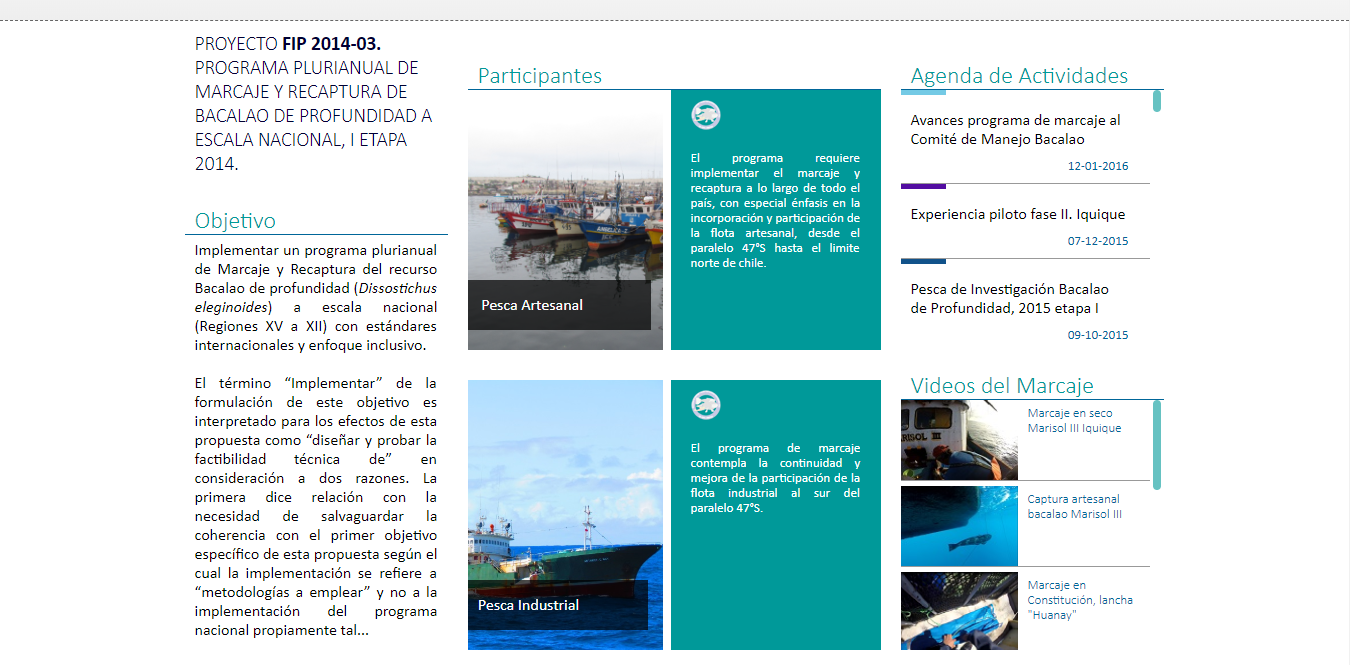 PROYECTO FIP 2014-03.
PROGRAMA PLURIANUAL DE
MARCAJE Y RECAPTURA DE
BACALAO DE PROFUNDIDAD A
ESCALA NACIONAL, I ETAPA
2014.
Objetivo
Implementar un programa plurianual
de Marcaje y Recaptura del recurso
Bacalao de profundidad (Dissostichus
eleginoides) a escala nacional
(Regiones XV a XII) con estándares
internacionales y enfoque inclusivo.
El término “Implementar” de la
formulación de este objetivo es
interpretado para los efectos de esta
propuesta como “diseñar y probar la
factibilidad técnica de” en
consideración a dos razones. La
primera dice relación con la
necesidad de salvaguardar la
coherencia con el primer objetivo
específico de esta propuesta según el
cual la implementación se refiere a
“metodologías a emplear” y no a la
implementación del programa
nacional propiamente tal...
Participantes
Pesca Artesanal
El programa requiere
implementar el marcaje y
recaptura a lo largo de todo el
país, con especial énfasis en la
incorporación y participación de
la flota artesanal, desde el
paralelo 47°S hasta el limite
norte de chile.
Pesca Industrial
El programa de marcaje
contempla la continuidad y
mejora de la participación de la
flota industrial al sur del
paralelo 47°S.
Agenda de Actividades
Avances programa de marcaje al
Comité de Manejo Bacalao
12-01-2016
Experiencia piloto fase II. Iquique
07-12-2015
Pesca de Investigación Bacalao
de Profundidad, 2015 etapa I
09-10-2015
Videos del Marcaje
RISOL III
Marcaje en seco
Marisol III Iquique
Captura artesanal
bacalao Marisol III
Marcaje en
Constitución, lancha
"Huanay"